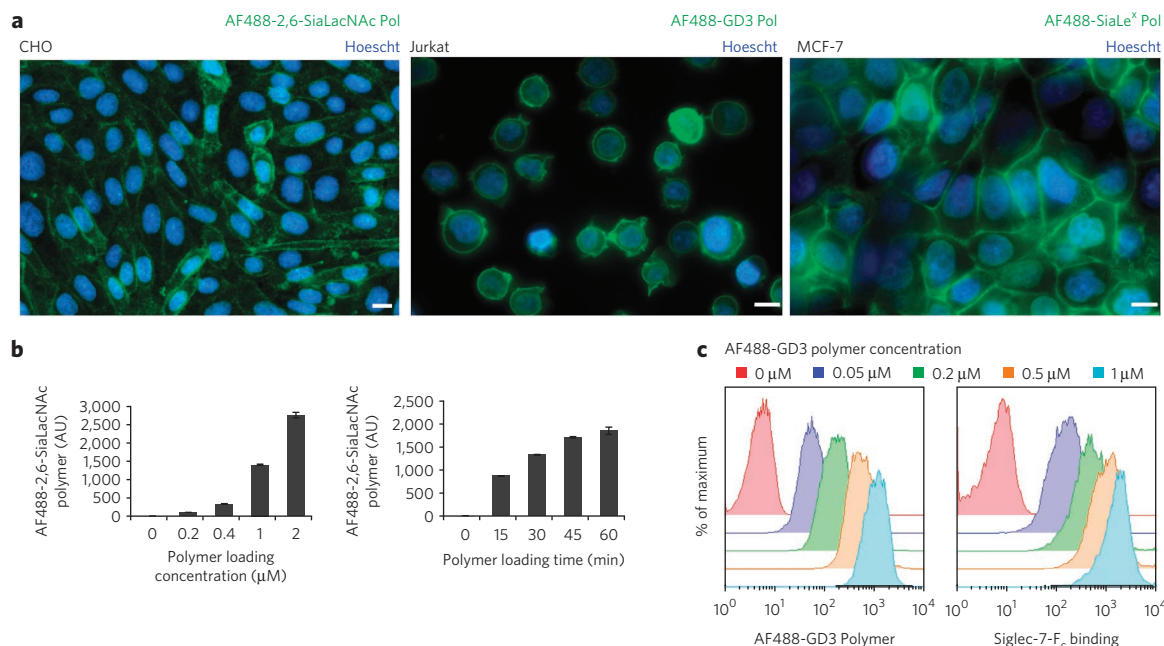 a
AF488-2,6-SiaLacNAc Pol
CHO
Hoescht
AF488-GD3 Pol
Jurkat
Hoescht
AF488-SiaLeˣ Pol
MCF-7
Hoescht
b
AF488-2,6-SiaLacNAc
polymer (AU)
3,000
2,500
2,000
1,500
1,000
500
0
0 0.2 0.4 1 2
Polymer loading
concentration (μM)
AF488-2,6-SiaLacNAc
polymer (AU)
2,500
2,000
1,500
1,000
500
0
0 15 30 45 60
Polymer loading time (min)
c
AF488-GD3 polymer concentration
0 μM 0.05 μM 0.2 μM 0.5 μM 1 μM
% of maximum
10⁰ 10¹ 10² 10³ 10⁴
AF488-GD3 Polymer
10⁰ 10¹ 10² 10³ 10⁴
Siglec-7-Fc binding